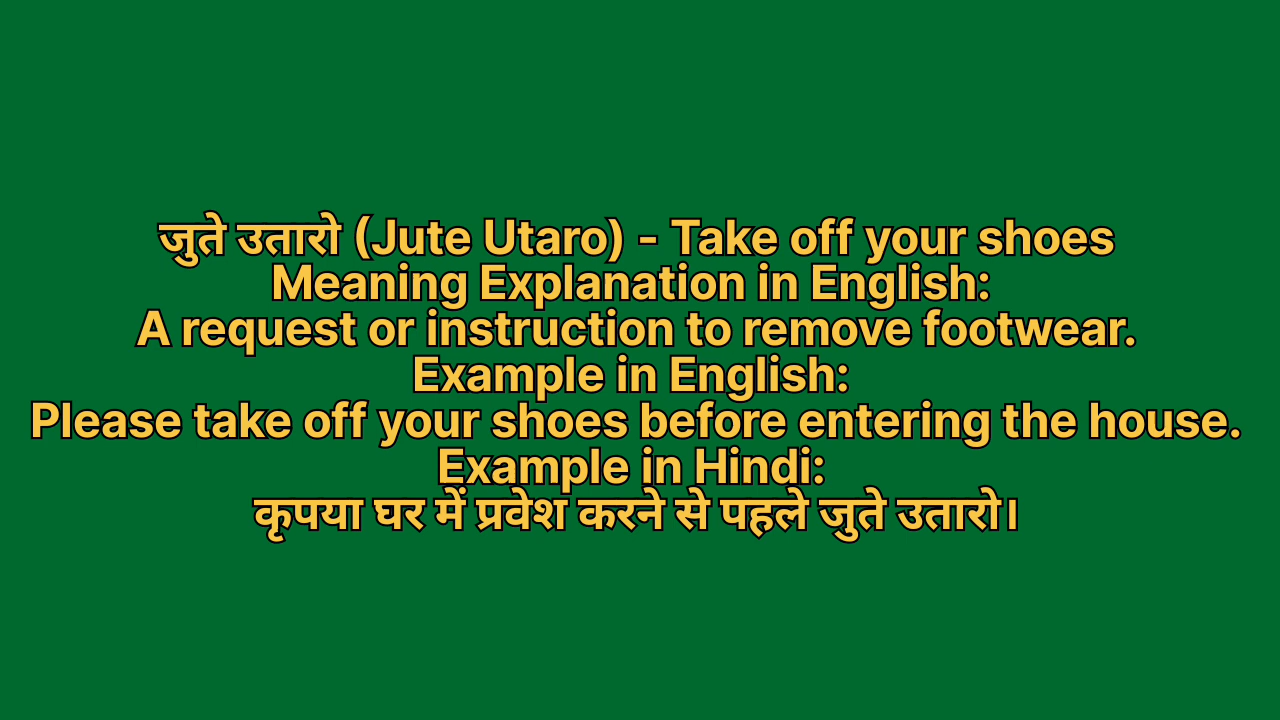 जुते उतारो (Jute Utaro) - Take off your shoes
Meaning Explanation in English:
A request or instruction to remove footwear.
Example in English:
Please take off your shoes before entering the house.
Example in Hindi:
कृपया घर में प्रवेश करने से पहले जुते उतारो।